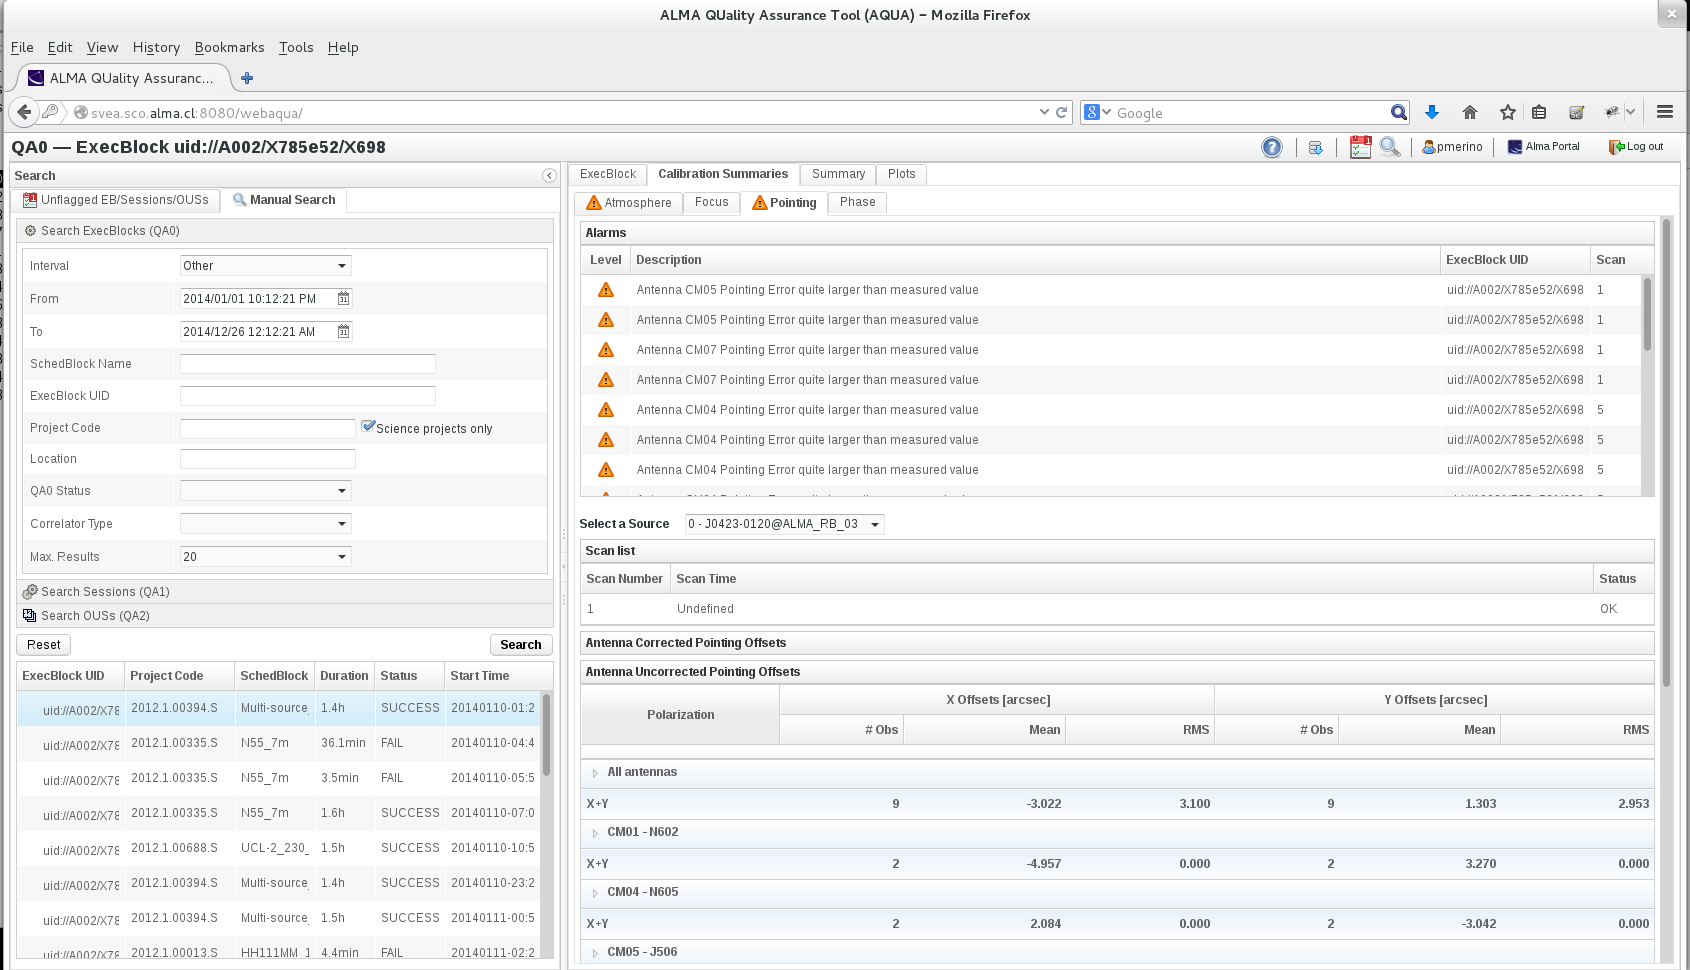 ALMA QUality Assurance Tool (AQUA) – Mozilla Firefox
File Edit View History Bookmarks Tools Help
ALMA QUality Assuranc...
svea.sco.alma.cl:8080/webaqua/
Google
QA0 — ExecBlock uid://A002/X785e52/X698
pmerino
Alma Portal
Log out
Search
Unflagged EB/Sessions/OUSs
Manual Search
Search ExecBlocks (QA0)
Interval Other
From 2014/01/01 10:12:21 PM
To 2014/12/26 12:12:21 AM
SchedBlock Name
ExecBlock UID
Project Code Science projects only
Location
QA0 Status
Correlator Type
Max. Results 20
Search Sessions (QA1)
Search OUSs (QA2)
Reset Search
ExecBlock UID Project Code SchedBlock Duration Status Start Time
uid://A002/X78 2012.1.00394.S Multi-source_ 1.4h SUCCESS 20140110-01:2
uid://A002/X78 2012.1.00335.S N55_7m 36.1min FAIL 20140110-04:4
uid://A002/X78 2012.1.00335.S N55_7m 3.5min FAIL 20140110-05:5
uid://A002/X78 2012.1.00335.S N55_7m 1.6h SUCCESS 20140110-07:0
uid://A002/X78 2012.1.00688.S UCL-2_230_ 1.5h SUCCESS 20140110-10:5
uid://A002/X78 2012.1.00394.S Multi-source_ 1.4h SUCCESS 20140110-23:2
uid://A002/X78 2012.1.00394.S Multi-source_ 1.5h SUCCESS 20140111-00:5
uid://A002/X78 2012.1.00013.S HH111MM_1 4.4min FAIL 20140111-02:2
ExecBlock Calibration Summaries Summary Plots
Atmosphere Focus Pointing Phase
Alarms
Level Description ExecBlock UID Scan
Antenna CM05 Pointing Error quite larger than measured value uid://A002/X785e52/X698 1
Antenna CM05 Pointing Error quite larger than measured value uid://A002/X785e52/X698 1
Antenna CM07 Pointing Error quite larger than measured value uid://A002/X785e52/X698 1
Antenna CM07 Pointing Error quite larger than measured value uid://A002/X785e52/X698 1
Antenna CM04 Pointing Error quite larger than measured value uid://A002/X785e52/X698 5
Antenna CM04 Pointing Error quite larger than measured value uid://A002/X785e52/X698 5
Antenna CM04 Pointing Error quite larger than measured value uid://A002/X785e52/X698 5
Select a Source 0 - J0423-0120@ALMA_RB_03
Scan list
Scan Number Scan Time Status
1 Undefined OK
Antenna Corrected Pointing Offsets
Antenna Uncorrected Pointing Offsets
Polarization X Offsets [arcsec] Y Offsets [arcsec]
# Obs Mean RMS # Obs Mean RMS
All antennas
X+Y 9 -3.022 3.100 9 1.303 2.953
CM01 - N602
X+Y 2 -4.957 0.000 2 3.270 0.000
CM04 - N605
X+Y 2 2.084 0.000 2 -3.042 0.000
CM05 - J506